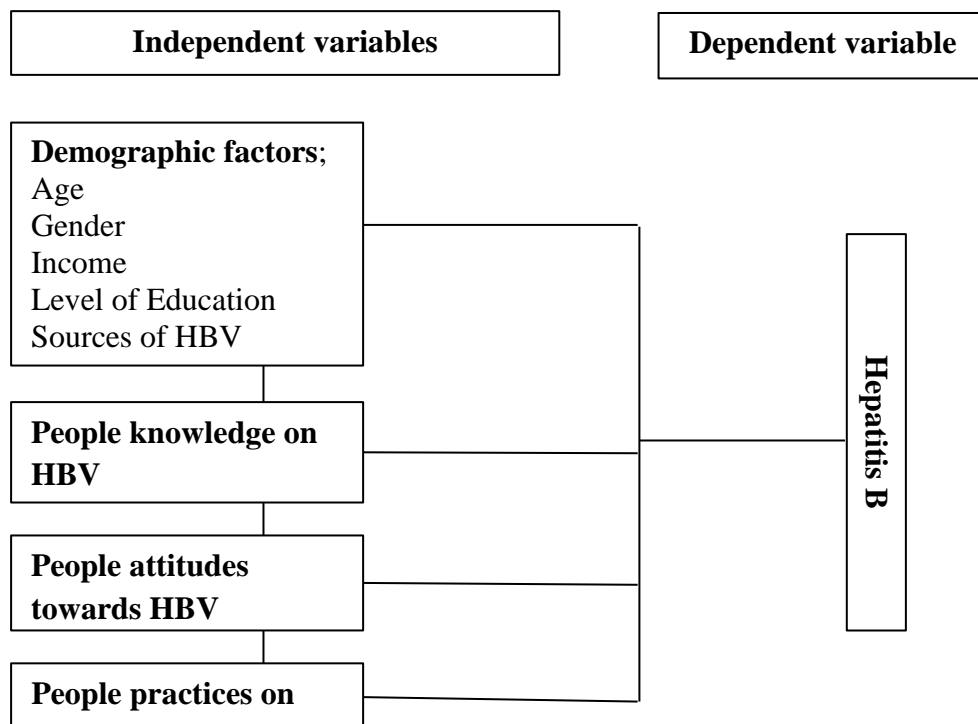 Independent variables
Dependent variable
Demographic factors;
Age
Gender
Income
Level of Education
Sources of HBV
People knowledge on
HBV
People attitudes
towards HBV
People practices on
Hepatitis B